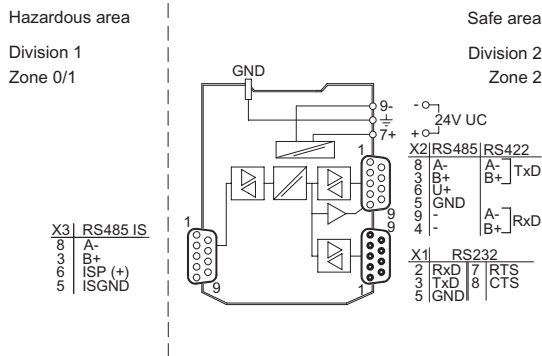 Hazardous area
Safe area
Division 1
Division 2
Zone 0/1
Zone 2
GND
9-
7+
-
24V UC
+
1
9
9
1
1
9
X2 RS485 RS422
8 A- A- TxD
3 B+ B+
6 U+
5 GND
9 - A- RxD
4 - B+
X1 RS232
2 RxD 7 RTS
3 TxD 8 CTS
5 GND
X3 RS485 IS
8 A-
3 B+
6 ISP (+)
5 ISGND